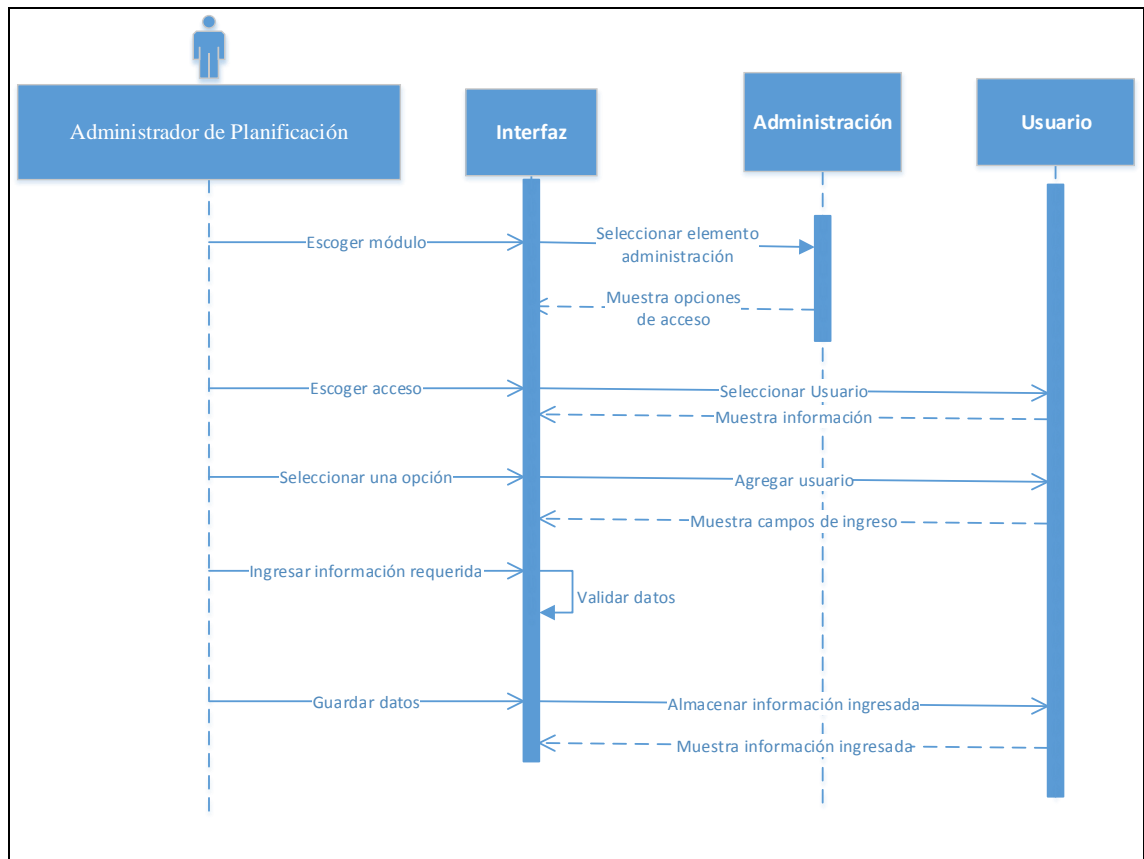 Administrador de Planificación
Interfaz
Administración
Usuario
Escoger módulo
Seleccionar elemento
administración
Muestra opciones
de acceso
Escoger acceso
Seleccionar Usuario
Muestra información
Seleccionar una opción
Agregar usuario
Muestra campos de ingreso
Ingresar información requerida
Validar datos
Guardar datos
Almacenar información ingresada
Muestra información ingresada